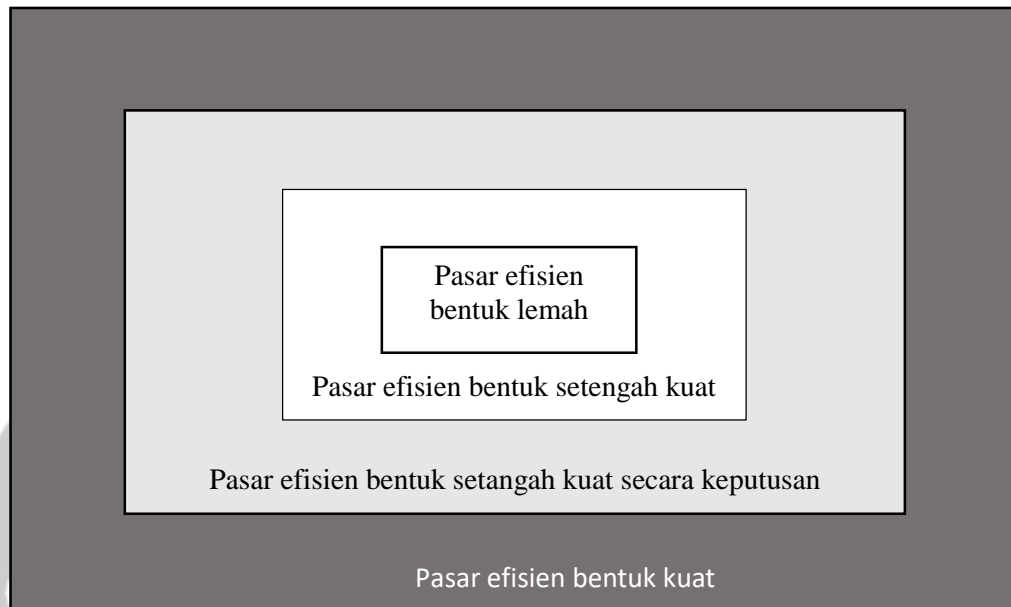 Pasar efisien
bentuk lemah
Pasar efisien bentuk setengah kuat
Pasar efisien bentuk setangah kuat secara keputusan
Pasar efisien bentuk kuat